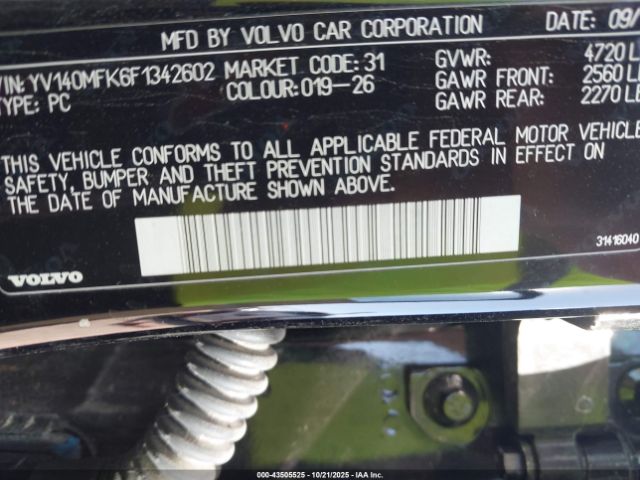 MFD BY VOLVO CAR CORPORATION DATE: 09/
VIN: YV140MFK6F1342602 MARKET CODE: 31 GVWR: 4720 L
TYPE: PC COLOUR: 019-26 GAWR FRONT: 2560 L
GAWR REAR: 2270 LB
THIS VEHICLE CONFORMS TO ALL APPLICABLE FEDERAL MOTOR VEHICLE
SAFETY, BUMPER AND THEFT PREVENTION STANDARDS IN EFFECT ON
THE DATE OF MANUFACTURE SHOWN ABOVE.
31416040
VOLVO
00-43505525 - 10/21/2025 - IAA Inc.